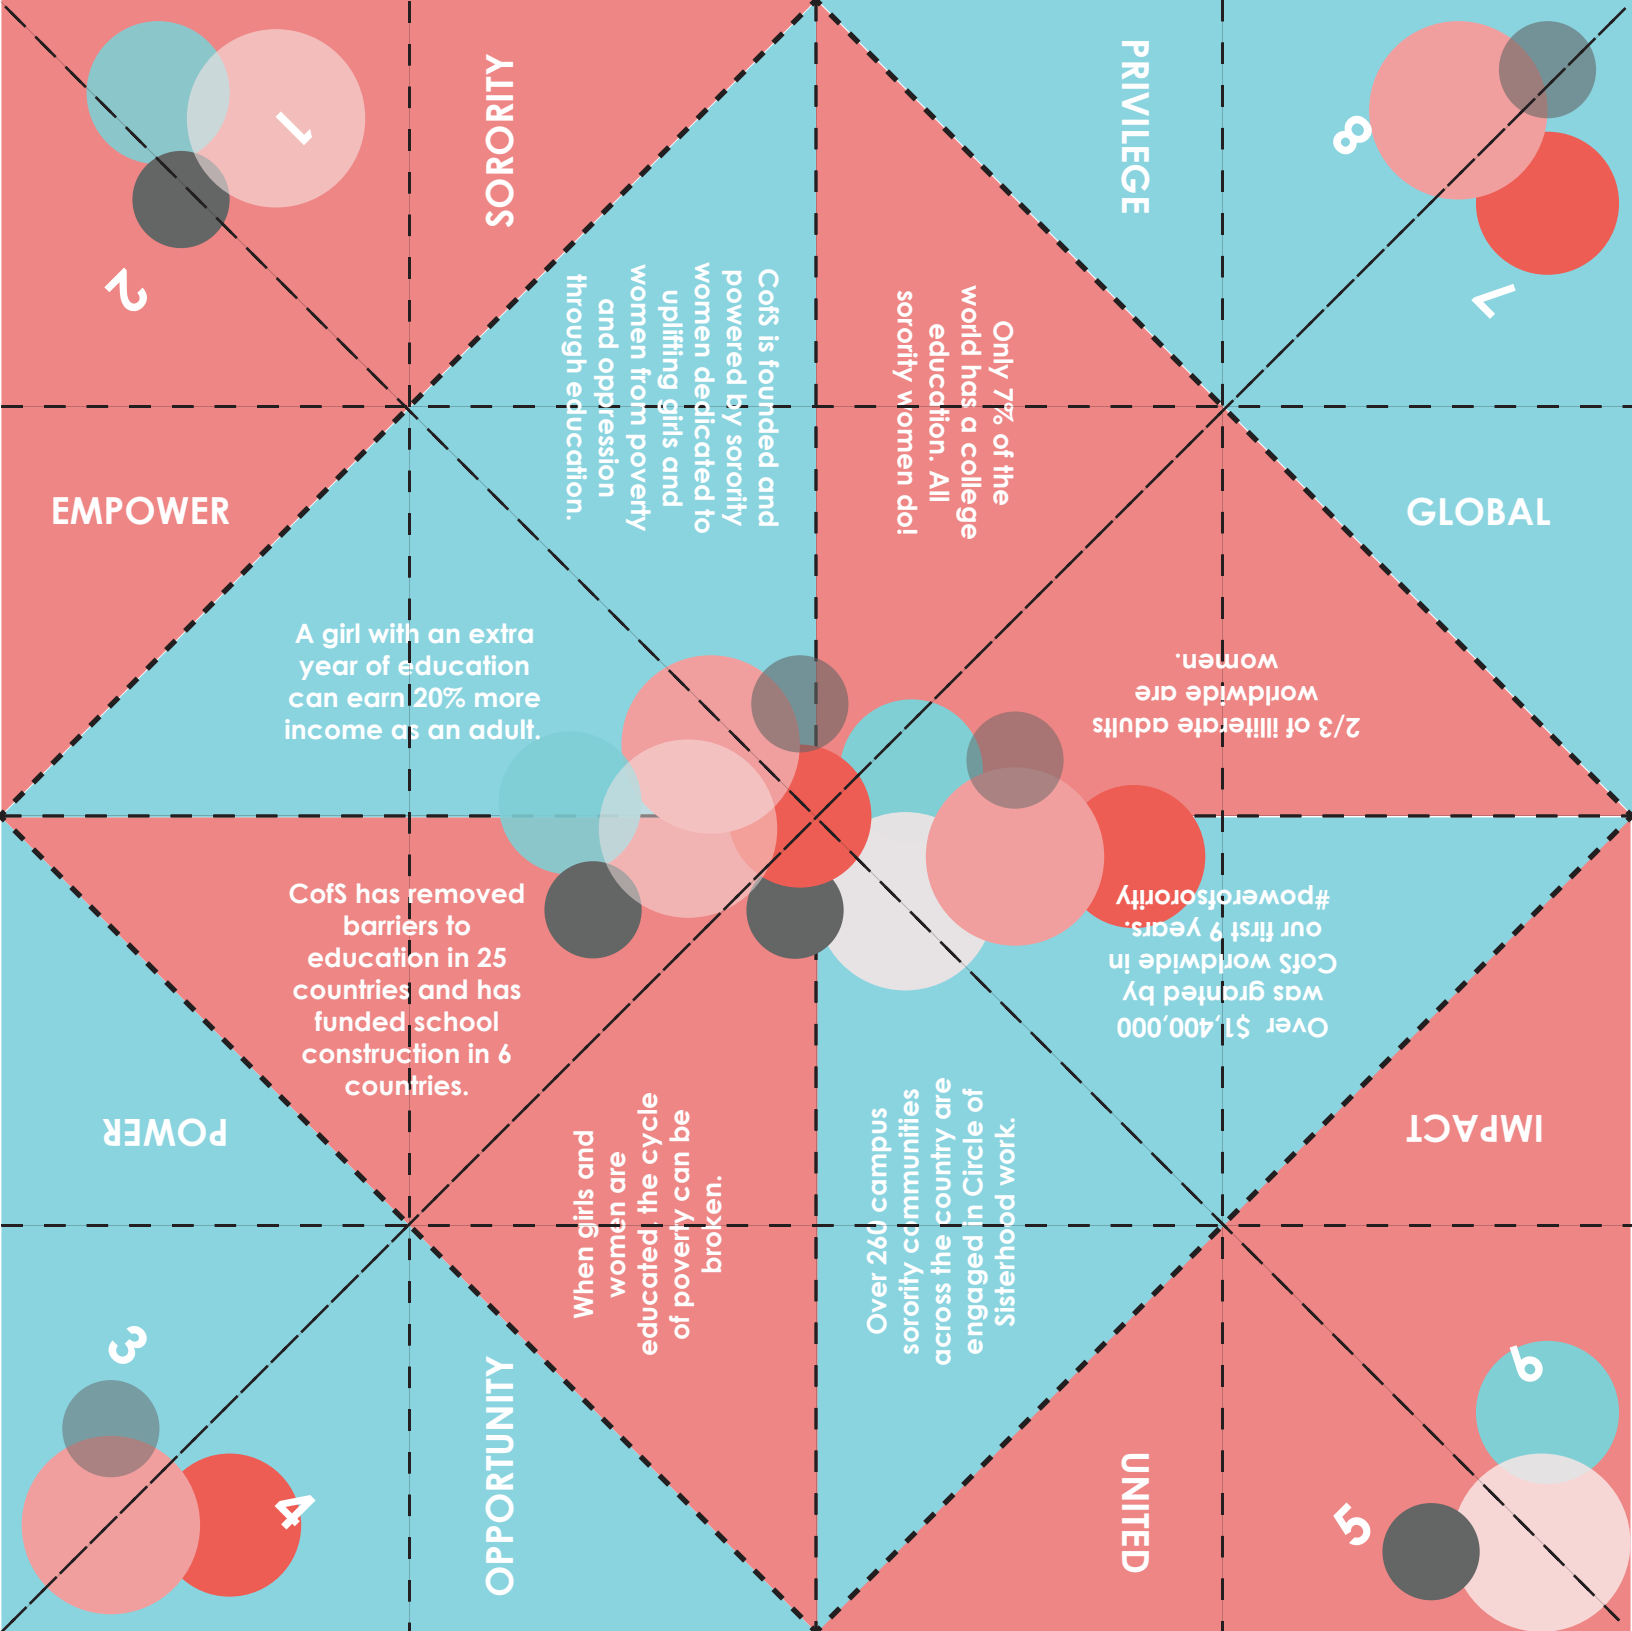 1
2
SORORITY
EMPOWER
PRIVILEGE
8
7
GLOBAL
CofS is founded and
powered by sorority
women dedicated to
uplifting girls and
women from poverty
and oppression
through education.
Only 7% of the
world has a college
education. All
sorority women do!
A girl with an extra
year of education
can earn 20% more
income as an adult.
2/3 of illiterate adults
worldwide are
women.
CofS has removed
barriers to
education in 25
countries and has
funded school
construction in 6
countries.
Over $1,400,000
was granted by
CofS worldwide in
our first 9 years.
#powerofsorority
When girls and
women are
educated, the cycle
of poverty can be
broken.
Over 260 campus
sorority communities
across the country are
engaged in Circle of
Sisterhood work.
POWER
3
4
OPPORTUNITY
IMPACT
UNITED
6
5